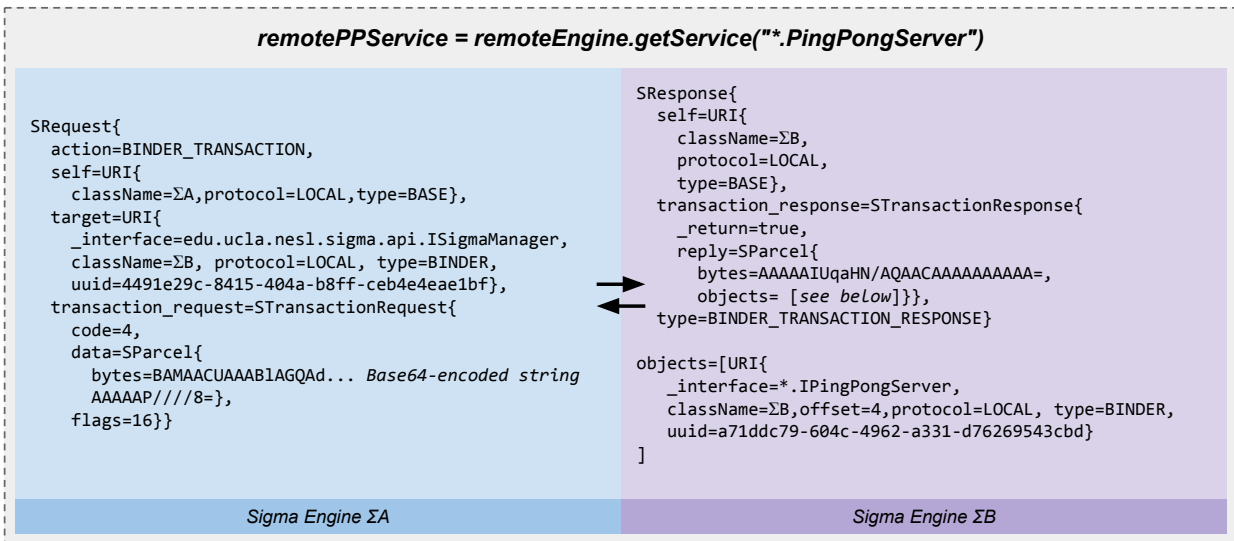 remotePPService = remoteEngine.getService("*.PingPongServer")
SRequest{
action=BINDER_TRANSACTION,
self=URI{
className=ΣA,protocol=LOCAL,type=BASE},
target=URI{
_interface=edu.ucla.nesl.sigma.api.ISigmaManager,
className=ΣB, protocol=LOCAL, type=BINDER,
uuid=4491e29c-8415-404a-b8ff-ceb4e4eae1bf},
transaction_request=STransactionRequest{
code=4,
data=SParcel{
bytes=BAMAACUAAABlAGQAd... Base64-encoded string
AAAAAP////8=},
flags=16}}
Sigma Engine ΣA
SResponse{
self=URI{
className=ΣB,
protocol=LOCAL,
type=BASE},
transaction_response=STransactionResponse{
_return=true,
reply=SParcel{
bytes=AAAAAIUqaHN/AQAACAAAAAAAAAA=,
objects= [see below]}},
type=BINDER_TRANSACTION_RESPONSE}
objects=[URI{
_interface=*.IPingPongServer,
className=ΣB,offset=4,protocol=LOCAL, type=BINDER,
uuid=a71ddc79-604c-4962-a331-d76269543cbd}
]
Sigma Engine ΣB